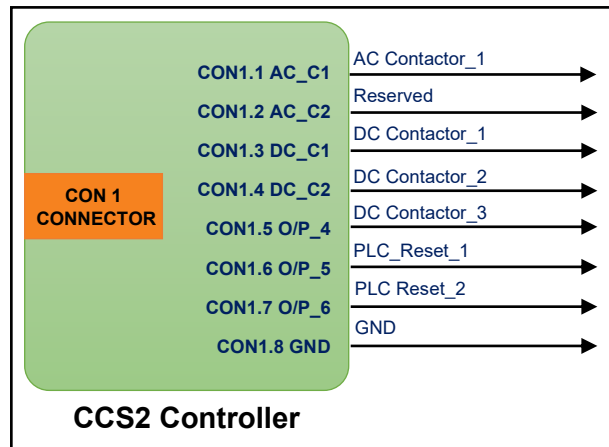 CON1.1 AC_C1 AC Contactor_1
CON1.2 AC_C2 Reserved
CON1.3 DC_C1 DC Contactor_1
CON 1
CONNECTOR
CON1.4 DC_C2 DC Contactor_2
CON1.5 O/P_4 DC Contactor_3
CON1.6 O/P_5 PLC_Reset_1
CON1.7 O/P_6 PLC Reset_2
CON1.8 GND GND
CCS2 Controller